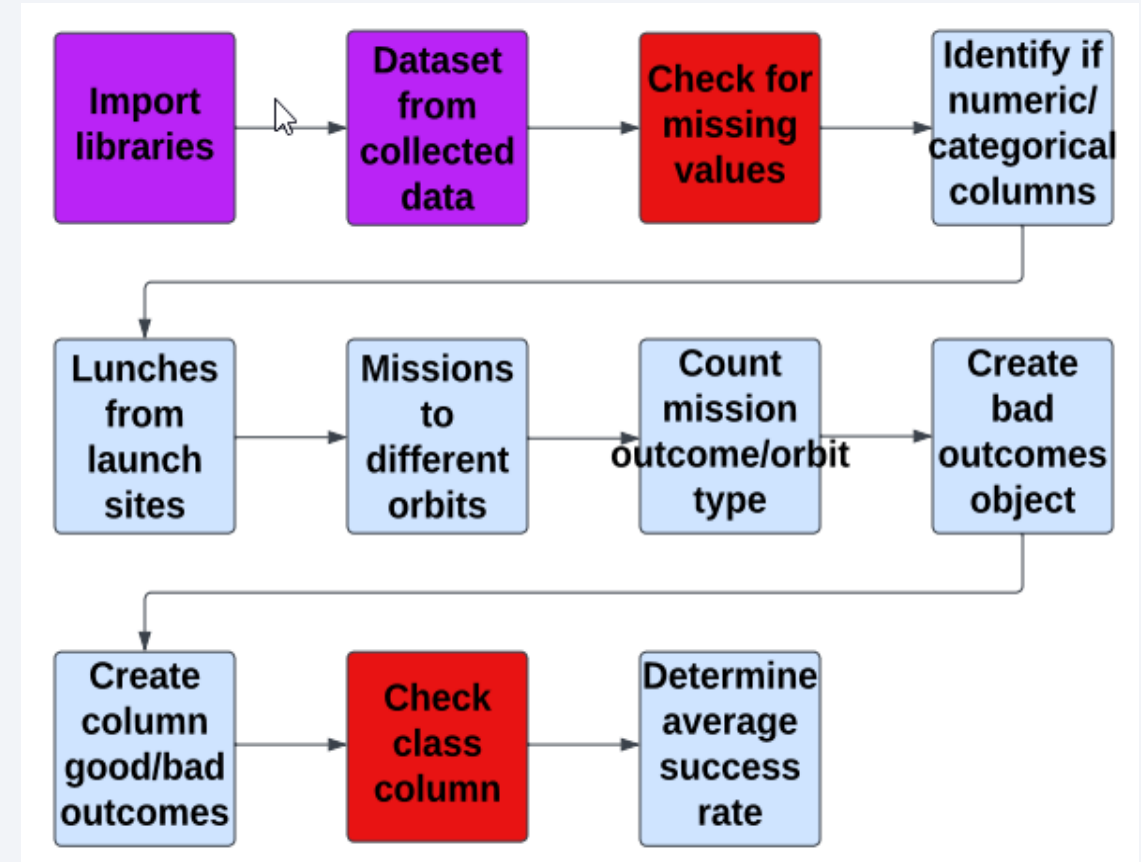 Import
libraries
Dataset
from
collected
data
Check for
missing
values
Identify if
numeric/
categorical
columns
Lunches
from
launch
sites
Missions
to
different
orbits
Count
mission
outcome/orbit
type
Create
bad
outcomes
object
Create
column
good/bad
outcomes
Check
class
column
Determine
average
success
rate